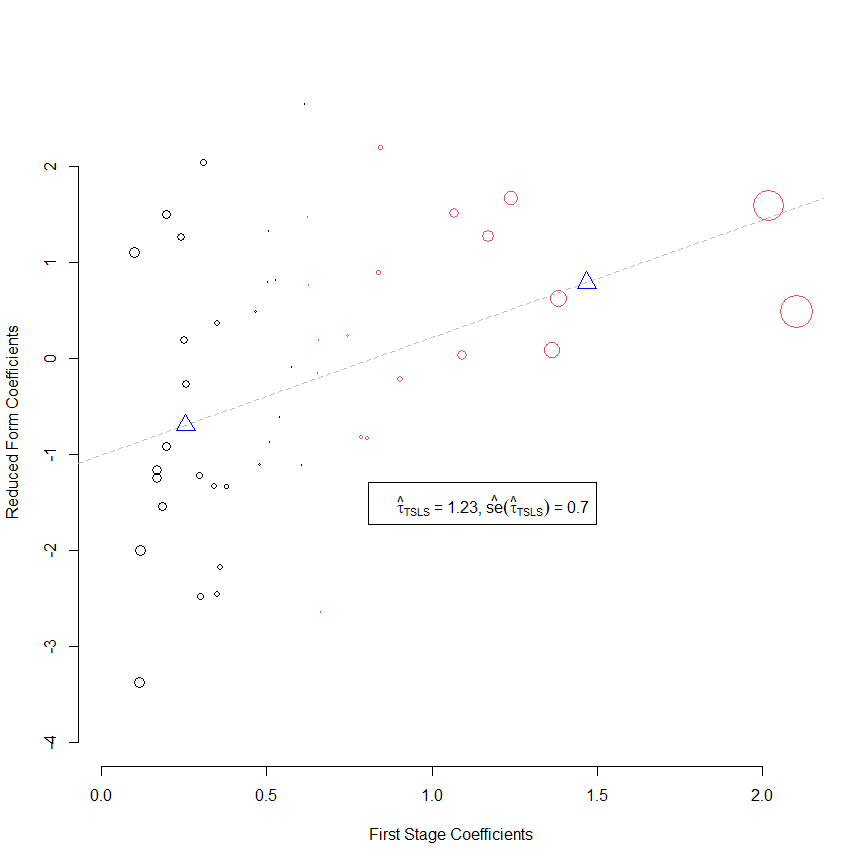 Reduced Form Coefficients
2
1
0
-1
-2
-3
-4
τ̂TSLS = 1.23, sê(τ̂TSLS) = 0.7
0.0 0.5 1.0 1.5 2.0
First Stage Coefficients